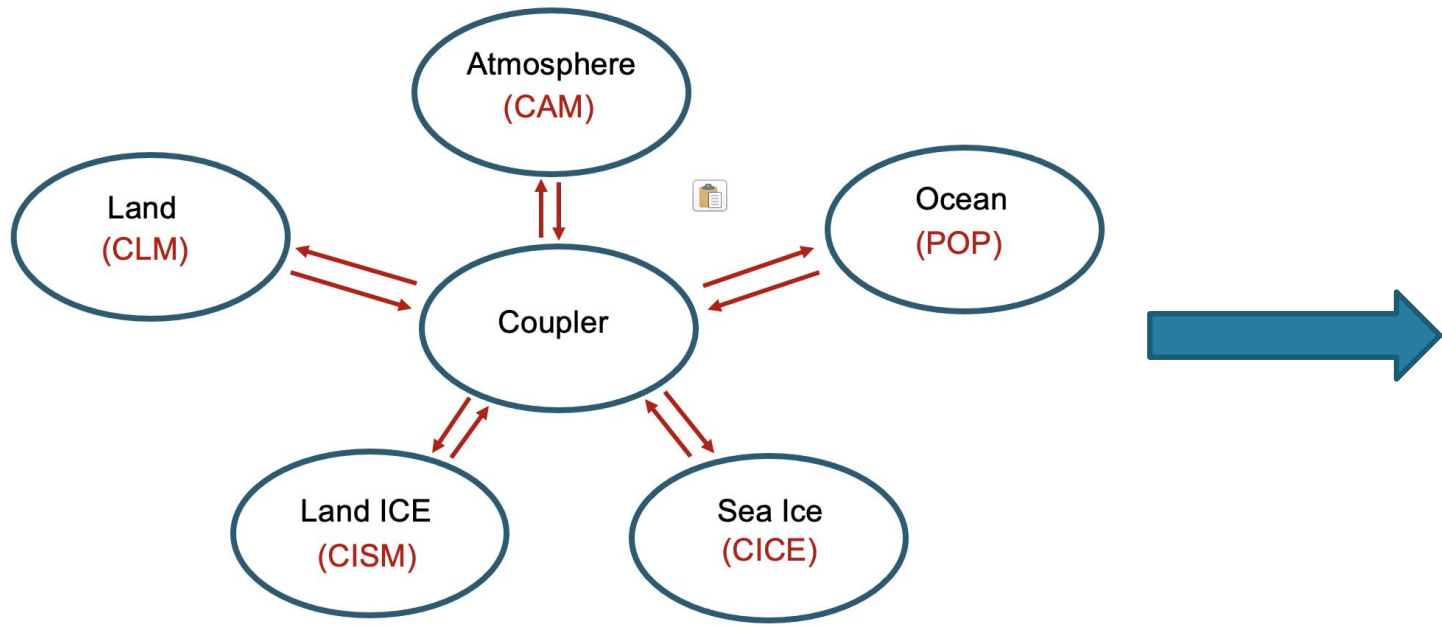 Atmosphere
(CAM)
Land
(CLM)
Ocean
(POP)
Coupler
Land ICE
(CISM)
Sea Ice
(CICE)